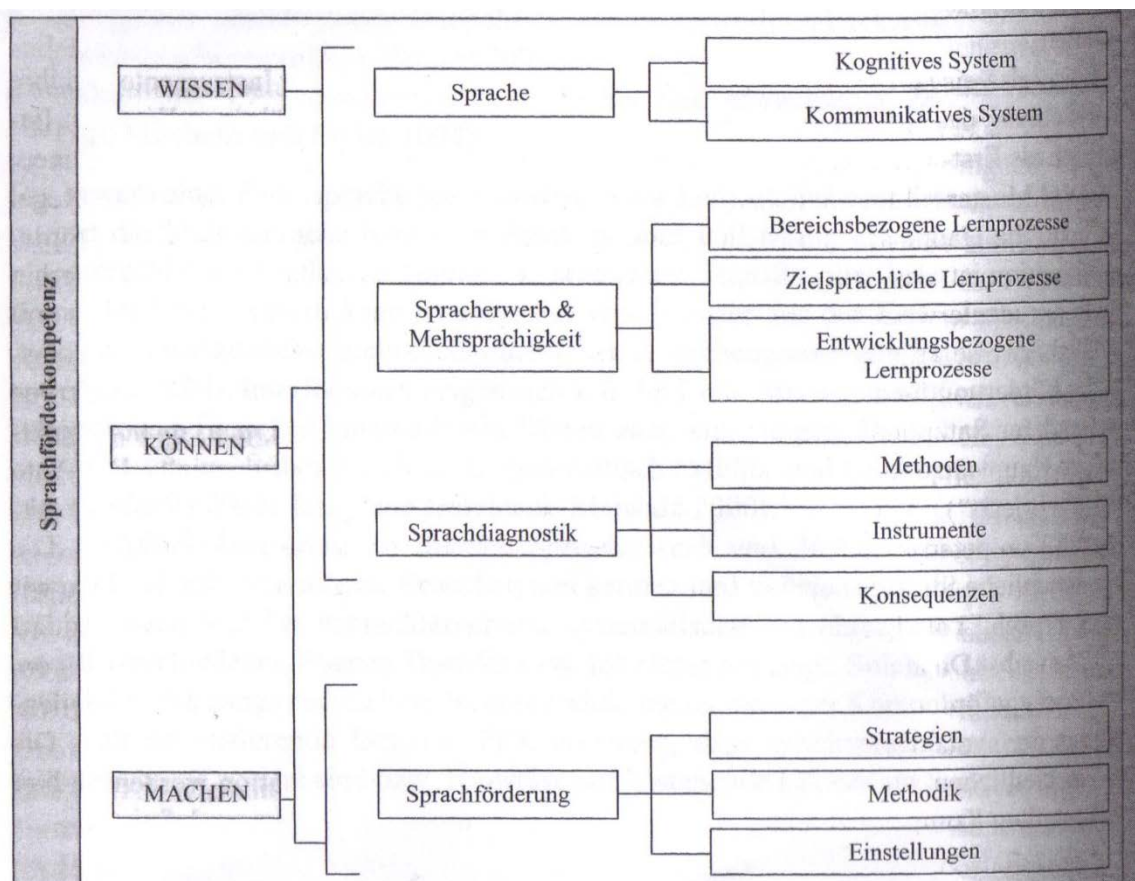 Sprachförderkompetenz
WISSEN
Sprache
Kognitives System
Kommunikatives System
Spracherwerb &
Mehrsprachigkeit
Bereichsbezogene Lernprozesse
Zielsprachliche Lernprozesse
Entwicklungsbezogene
Lernprozesse
KÖNNEN
Sprachdiagnostik
Methoden
Instrumente
Konsequenzen
MACHEN
Sprachförderung
Strategien
Methodik
Einstellungen